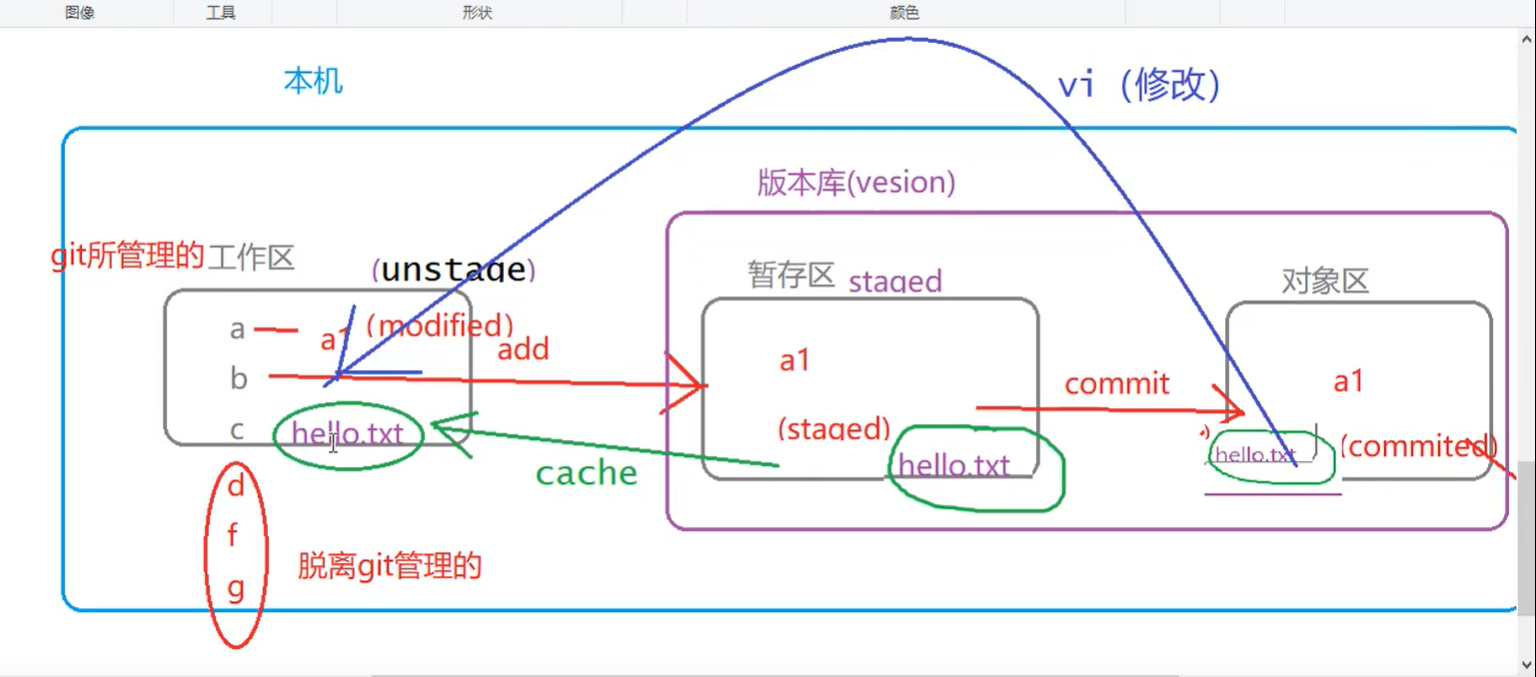 图像 工具 形状 颜色
本机
vi (修改)
版本库(vesion)
git所管理的 工作区
(unstage)
暂存区 staged
对象区
a a1 (modified)
add
b
c hello.txt
a1
(staged)
hello.txt
commit
a1
hello.txt
(commited)
cache
d
f
g
脱离git管理的